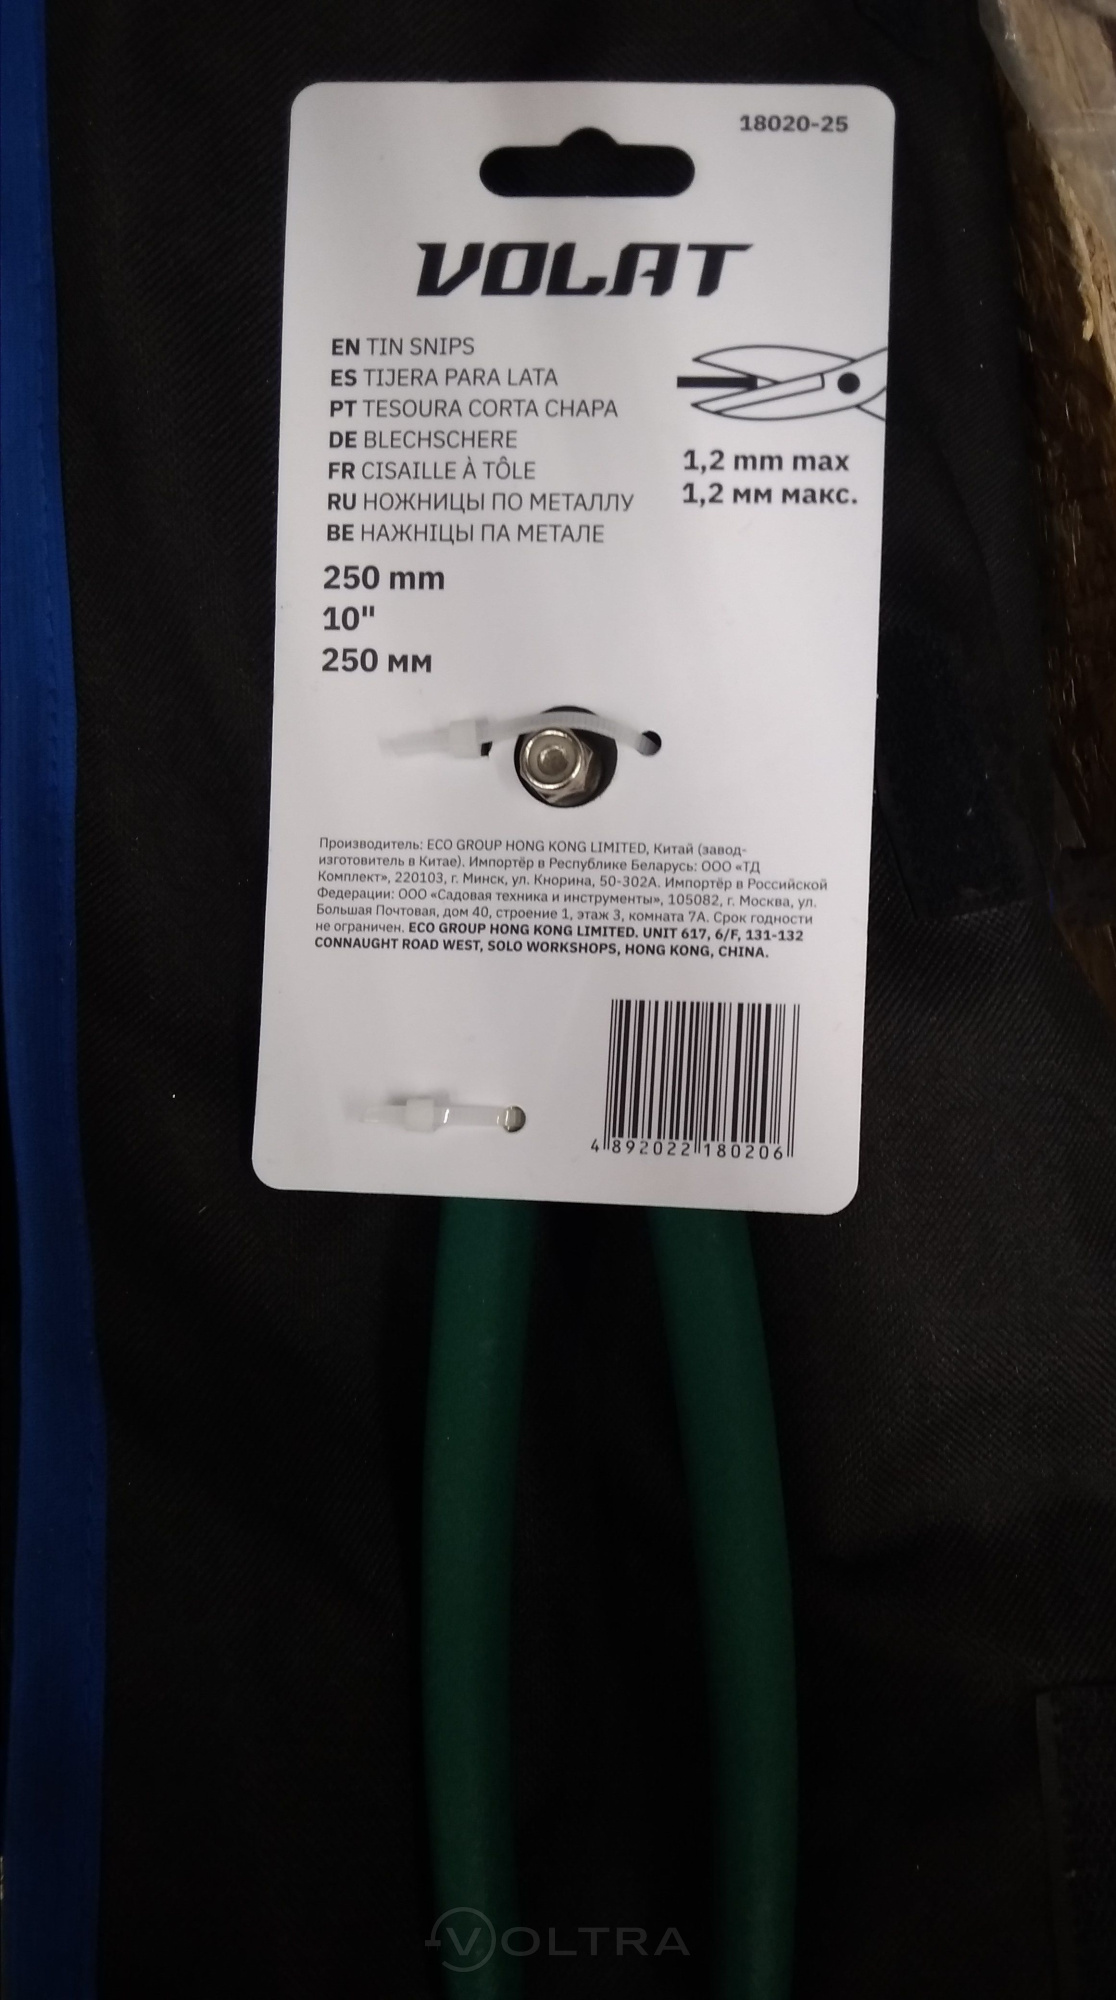 18020-25
VOLAT
EN TIN SNIPS
ES TIJERA PARA LATA
PT TESOURA CORTA CHAPA
DE BLECHSCHERE
FR CISAILLE À TÔLE
RU НОЖНИЦЫ ПО МЕТАЛЛУ
BE НАЖНІЦЫ ПА МЕТАЛЕ
1,2 mm max
1,2 мм макс.
250 mm
10"
250 мм
Производитель: ECO GROUP HONG KONG LIMITED, Китай (завод-
изготовитель в Китае). Импортёр в Республике Беларусь: ООО «ТД
Комплект», 220103, г. Минск, ул. Кнорина, 50-302А. Импортёр в Российской
Федерации: ООО «Садовая техника и инструменты», 105082, г. Москва, ул.
Большая Почтовая, дом 40, строение 1, этаж 3, комната 7А. Срок годности
не ограничен. ECO GROUP HONG KONG LIMITED. UNIT 617, 6/F, 131-132
CONNAUGHT ROAD WEST, SOLO WORKSHOPS, HONG KONG, CHINA.
4 892022 180206
VOLTRA